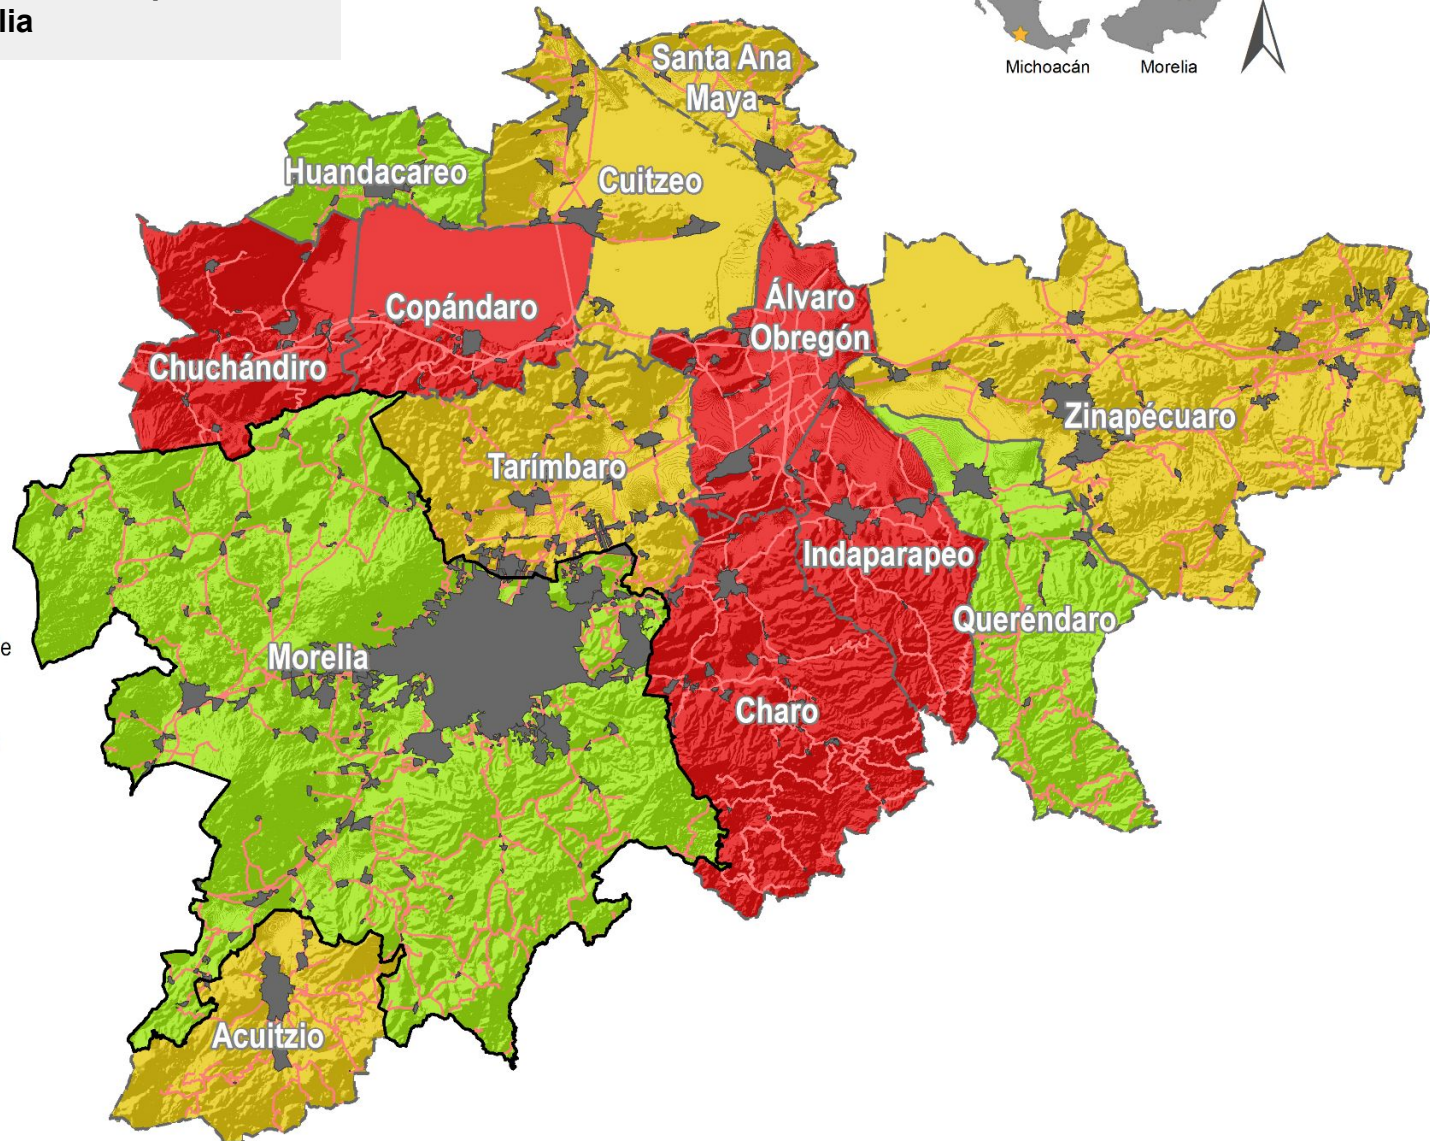 lia
Michoacán
Morelia
Santa Ana
Maya
Huandacareo
Cuitzeo
Álvaro
Obregón
Copándaro
Chuchándiro
Zinapécuaro
Tarímbaro
Indaparapeo
Queréndaro
Morelia
Charo
Acuitzio
e